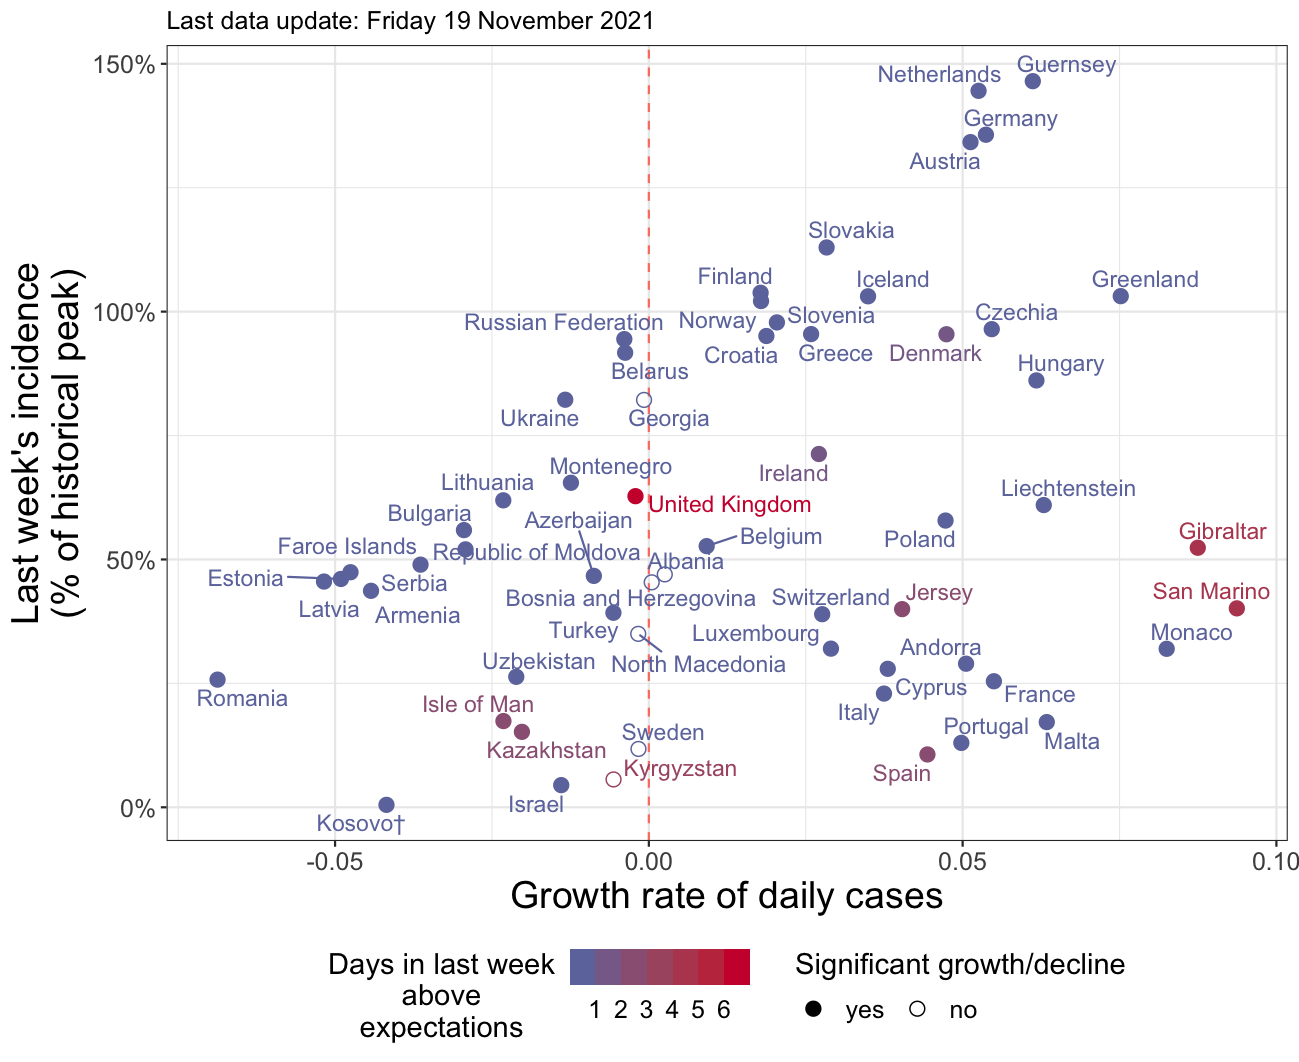 Last data update: Friday 19 November 2021
Last week's incidence
(% of historical peak)
150%
100%
50%
0%
Guernsey
Netherlands
Germany
Austria
Slovakia
Finland
Iceland
Greenland
Russian Federation
Norway
Slovenia
Czechia
Croatia
Greece
Denmark
Belarus
Hungary
Ukraine
Georgia
Montenegro
Ireland
Lithuania
Liechtenstein
United Kingdom
Bulgaria
Azerbaijan
Gibraltar
Belgium
Poland
Faroe Islands
Republic of Moldova
Albania
Estonia
Serbia
San Marino
Jersey
Bosnia and Herzegovina
Switzerland
Latvia
Armenia
Turkey
Luxembourg
Monaco
Andorra
Uzbekistan
North Macedonia
Cyprus
Romania
France
Isle of Man
Italy
Portugal
Sweden
Malta
Kazakhstan
Kyrgyzstan
Spain
Israel
Kosovo†
-0.05 0.00 0.05 0.10
Growth rate of daily cases
Days in last week
above
expectations
1 2 3 4 5 6
Significant growth/decline
yes no